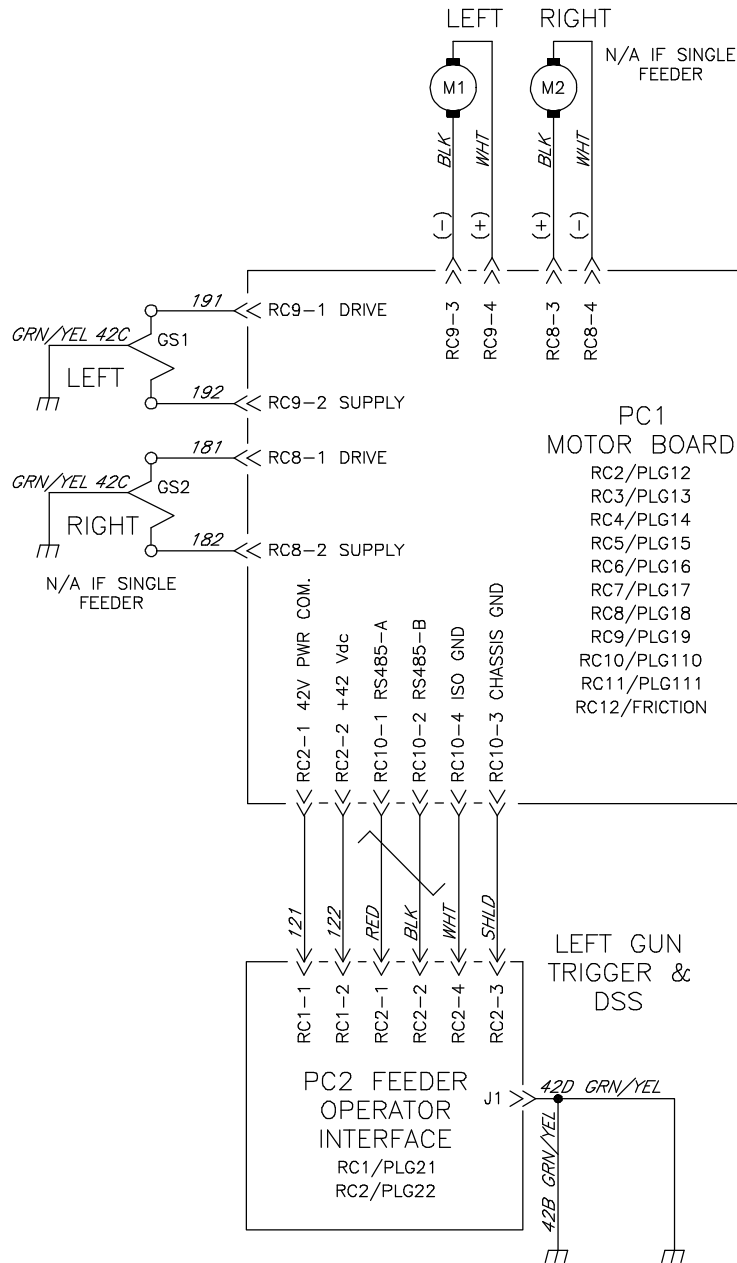 LEFT RIGHT
N/A IF SINGLE
FEEDER
M1
M2
BLK
WHT
BLK
WHT
(-)
(+)
(+)
(-)
RC9-3
RC9-4
RC8-3
RC8-4
191
RC9-1 DRIVE
GRN/YEL 42C
GS1
LEFT
192
RC9-2 SUPPLY
181
RC8-1 DRIVE
GRN/YEL 42C
GS2
RIGHT
182
RC8-2 SUPPLY
N/A IF SINGLE
FEEDER
PC1
MOTOR BOARD
RC2/PLG12
RC3/PLG13
RC4/PLG14
RC5/PLG15
RC6/PLG16
RC7/PLG17
RC8/PLG18
RC9/PLG19
RC10/PLG110
RC11/PLG111
RC12/FRICTION
RC2-1 42V PWR COM.
RC2-2 +42 Vdc
RC10-1 RS485-A
RC10-2 RS485-B
RC10-4 ISO GND
RC10-3 CHASSIS GND
121
122
RED
BLK
WHT
SHLD
LEFT GUN
TRIGGER &
DSS
RC1-1
RC1-2
RC2-1
RC2-2
RC2-4
RC2-3
PC2 FEEDER
OPERATOR
INTERFACE
RC1/PLG21
RC2/PLG22
J1
42D GRN/YEL
42B GRN/YEL